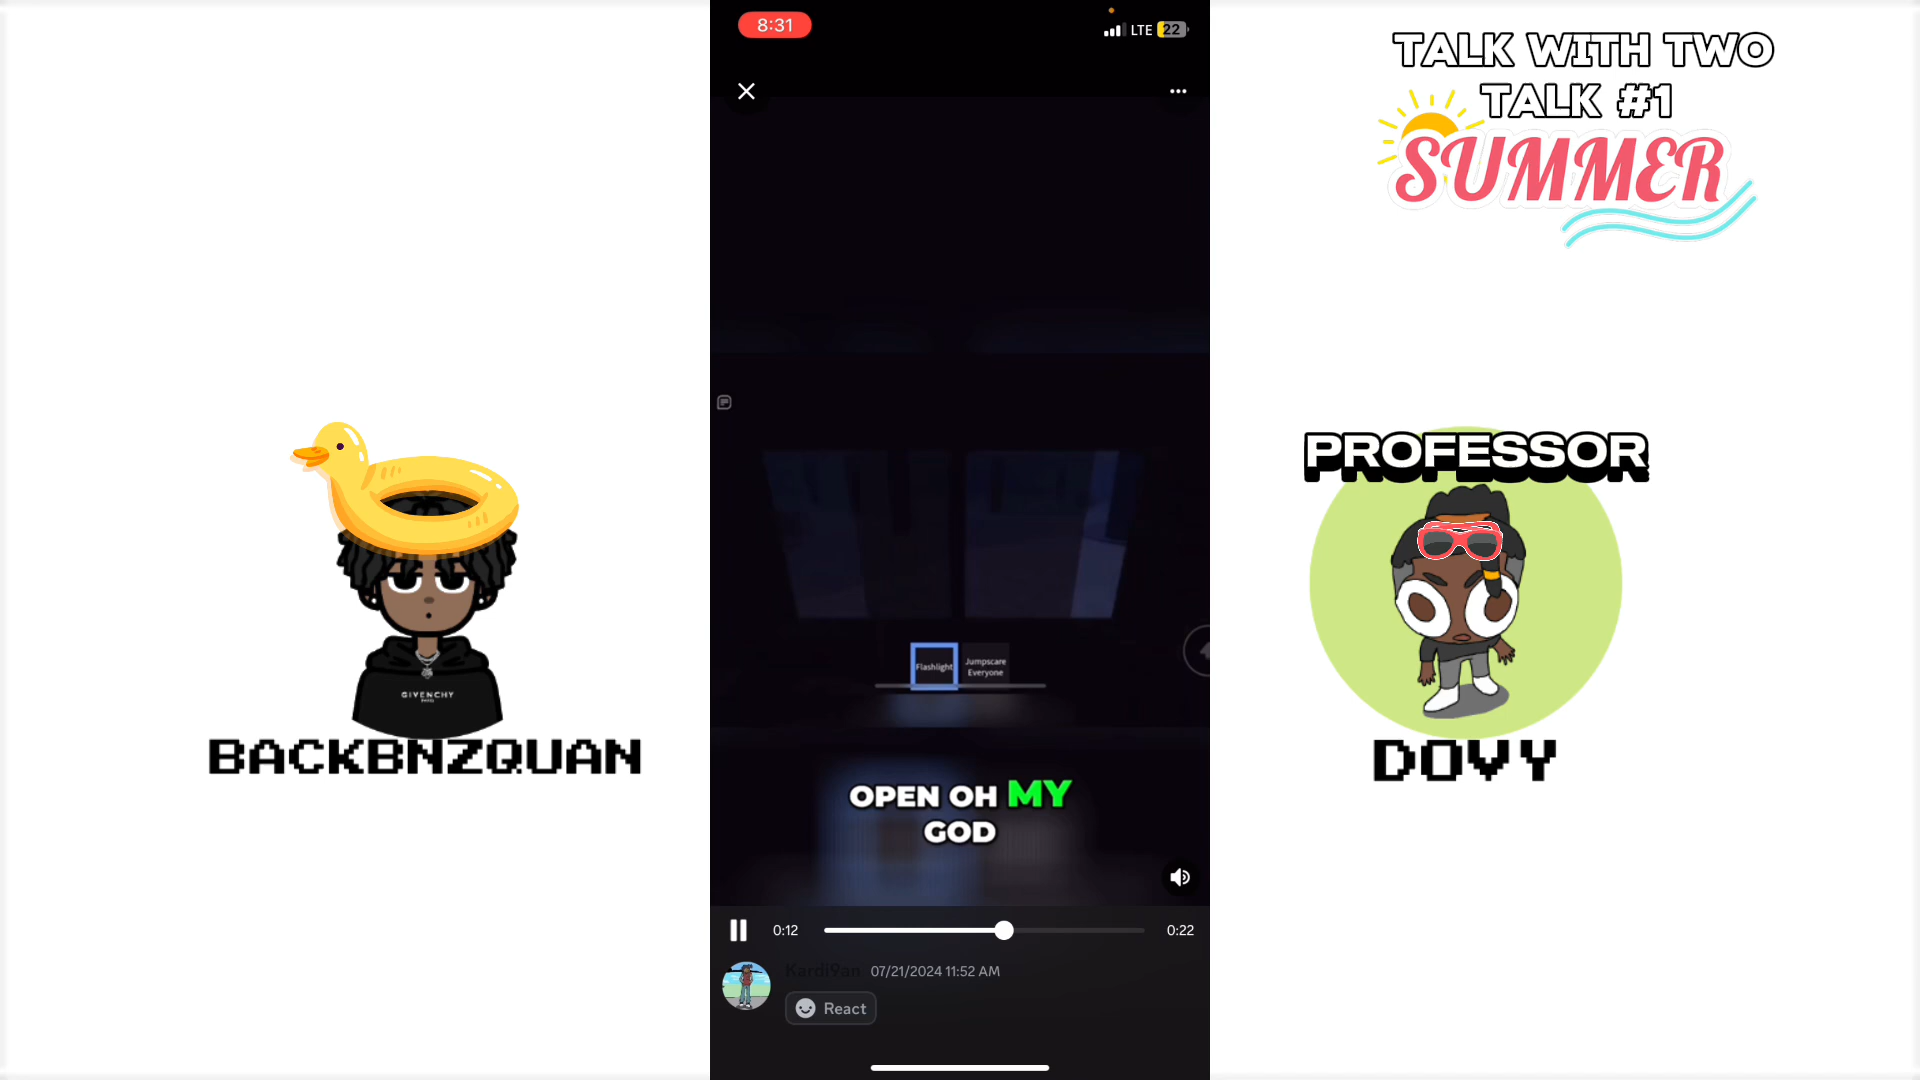 8:31
LTE 22
TALK WITH TWO
TALK #1
SUMMER
PROFESSOR
Flashlight
Jumpscare
Everyone
GIVENCHY
BACKBNZQUAN
DOVY
OPEN OH MY
GOD
0:12
0:22
Kardi9an 07/21/2024 11:52 AM
React